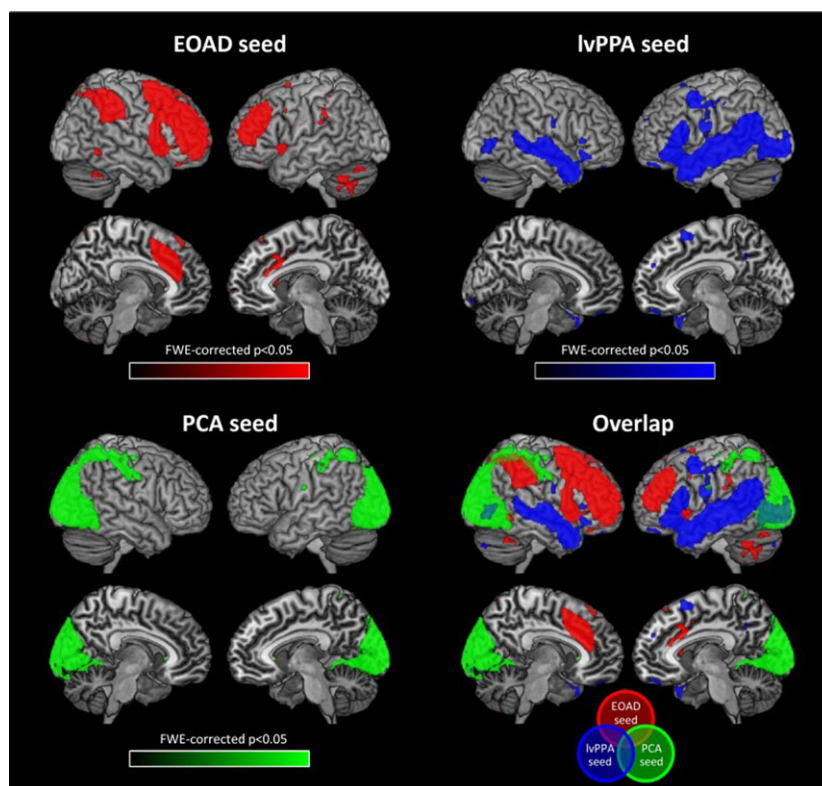 EOAD seed
lvPPA seed
FWE-corrected p<0.05
FWE-corrected p<0.05
PCA seed
Overlap
FWE-corrected p<0.05
EOAD
seed
lvPPA
seed
PCA
seed